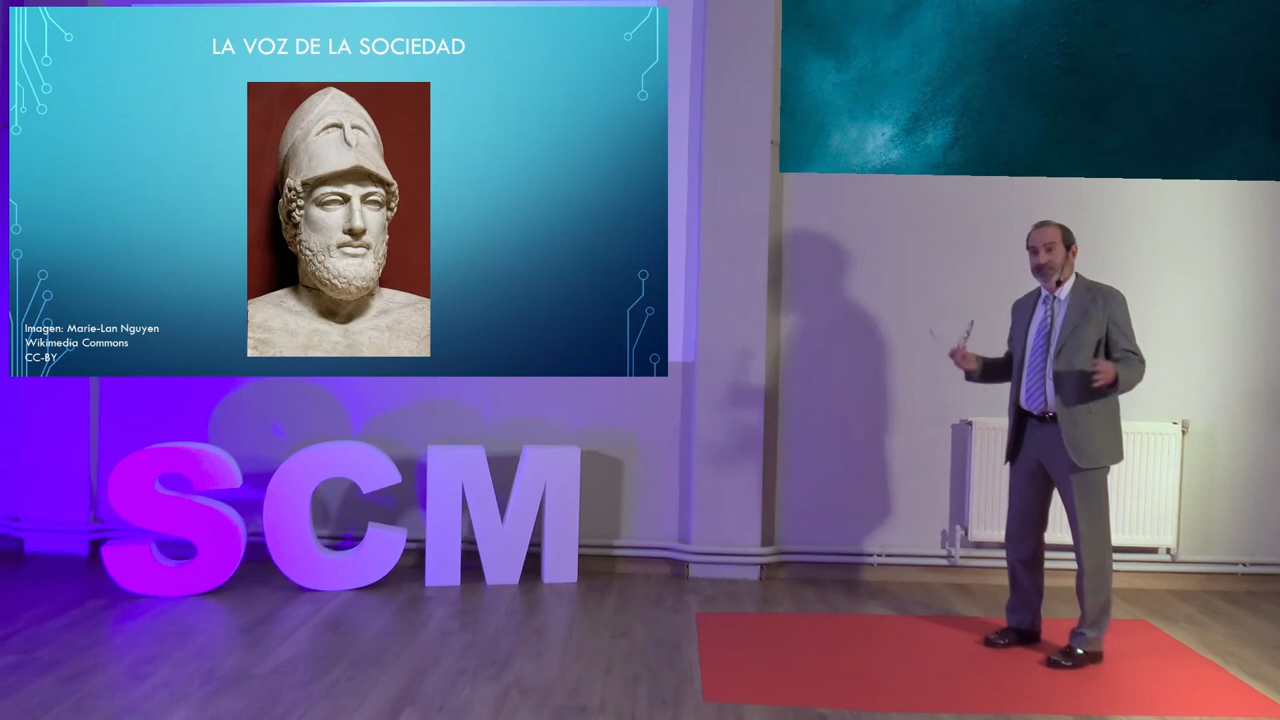 LA VOZ DE LA SOCIEDAD
Imagen: Marie-Lan Nguyen
Wikimedia Commons
CC-BY
SCM